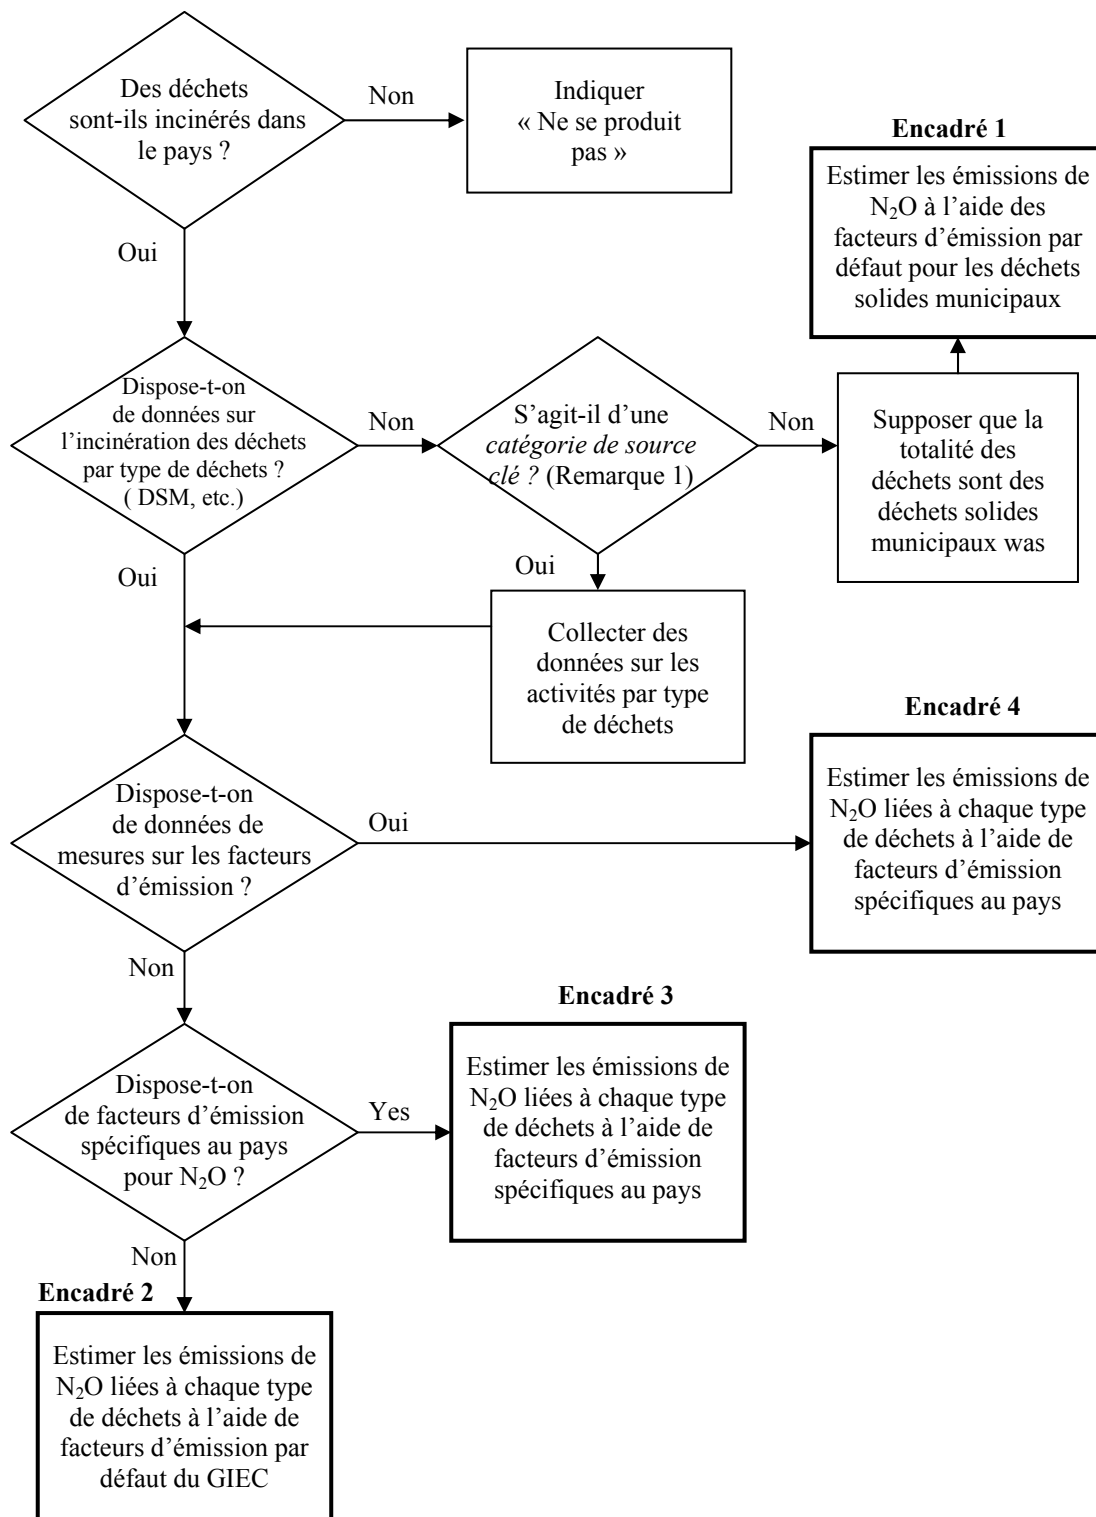 Des déchets
sont-ils incinérés dans
le pays ?
Non
Indiquer
« Ne se produit
pas »
Encadré 1
Estimer les émissions de
N₂O à l’aide des
facteurs d’émission par
défaut pour les déchets
solides municipaux
Oui
Dispose-t-on
de données sur
l’incinération des déchets
par type de déchets ?
( DSM, etc.)
Non
S’agit-il d’une
catégorie de source
clé ? (Remarque 1)
Non
Supposer que la
totalité des
déchets sont des
déchets solides
municipaux was
Oui
Oui
Collecter des
données sur les
activités par type
de déchets
Encadré 4
Estimer les émissions de
N₂O liées à chaque type
de déchets à l’aide de
facteurs d’émission
spécifiques au pays
Dispose-t-on
de données de
mesures sur les facteurs
d’émission ?
Oui
Non
Encadré 3
Estimer les émissions de
N₂O liées à chaque type
de déchets à l’aide de
facteurs d’émission
spécifiques au pays
Dispose-t-on
de facteurs d’émission
spécifiques au pays
pour N₂O ?
Yes
Non
Encadré 2
Estimer les émissions de
N₂O liées à chaque type
de déchets à l’aide de
facteurs d’émission par
défaut du GIEC